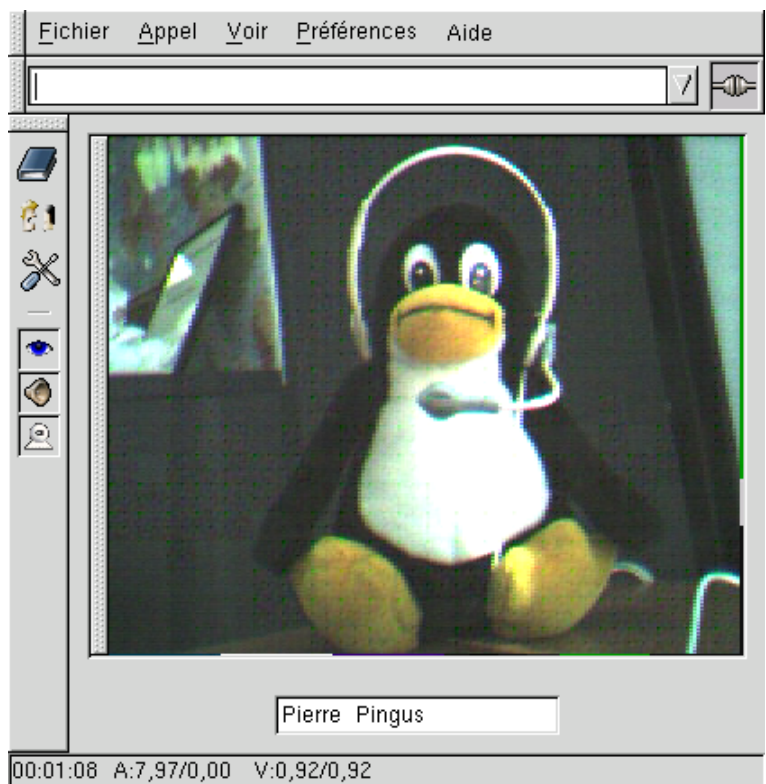 Fichier Appel Voir Préférences Aide
Pierre Pingus
00:01:08 A:7,97/0,00 V:0,92/0,92